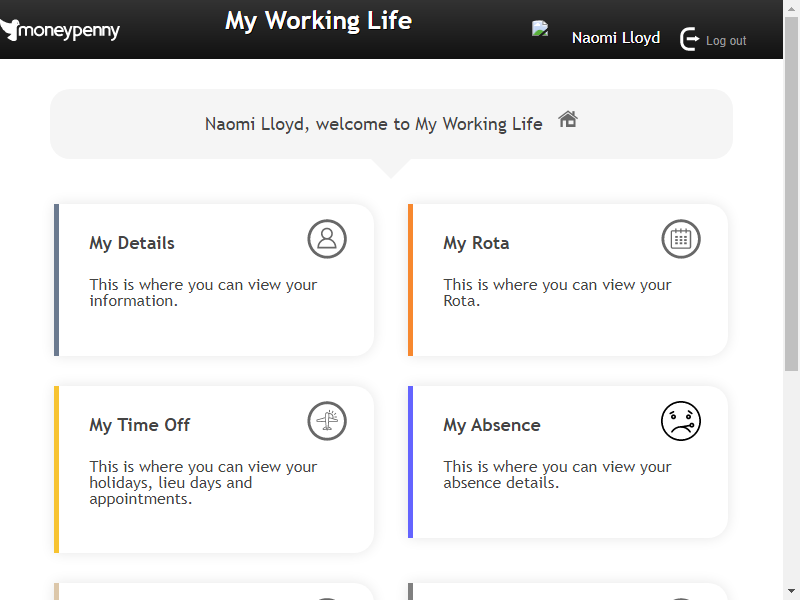 moneypenny
My Working Life
Naomi Lloyd
Log out
Naomi Lloyd, welcome to My Working Life
My Details
This is where you can view your
information.
My Rota
This is where you can view your
Rota.
My Time Off
This is where you can view your
holidays, lieu days and
appointments.
My Absence
This is where you can view your
absence details.